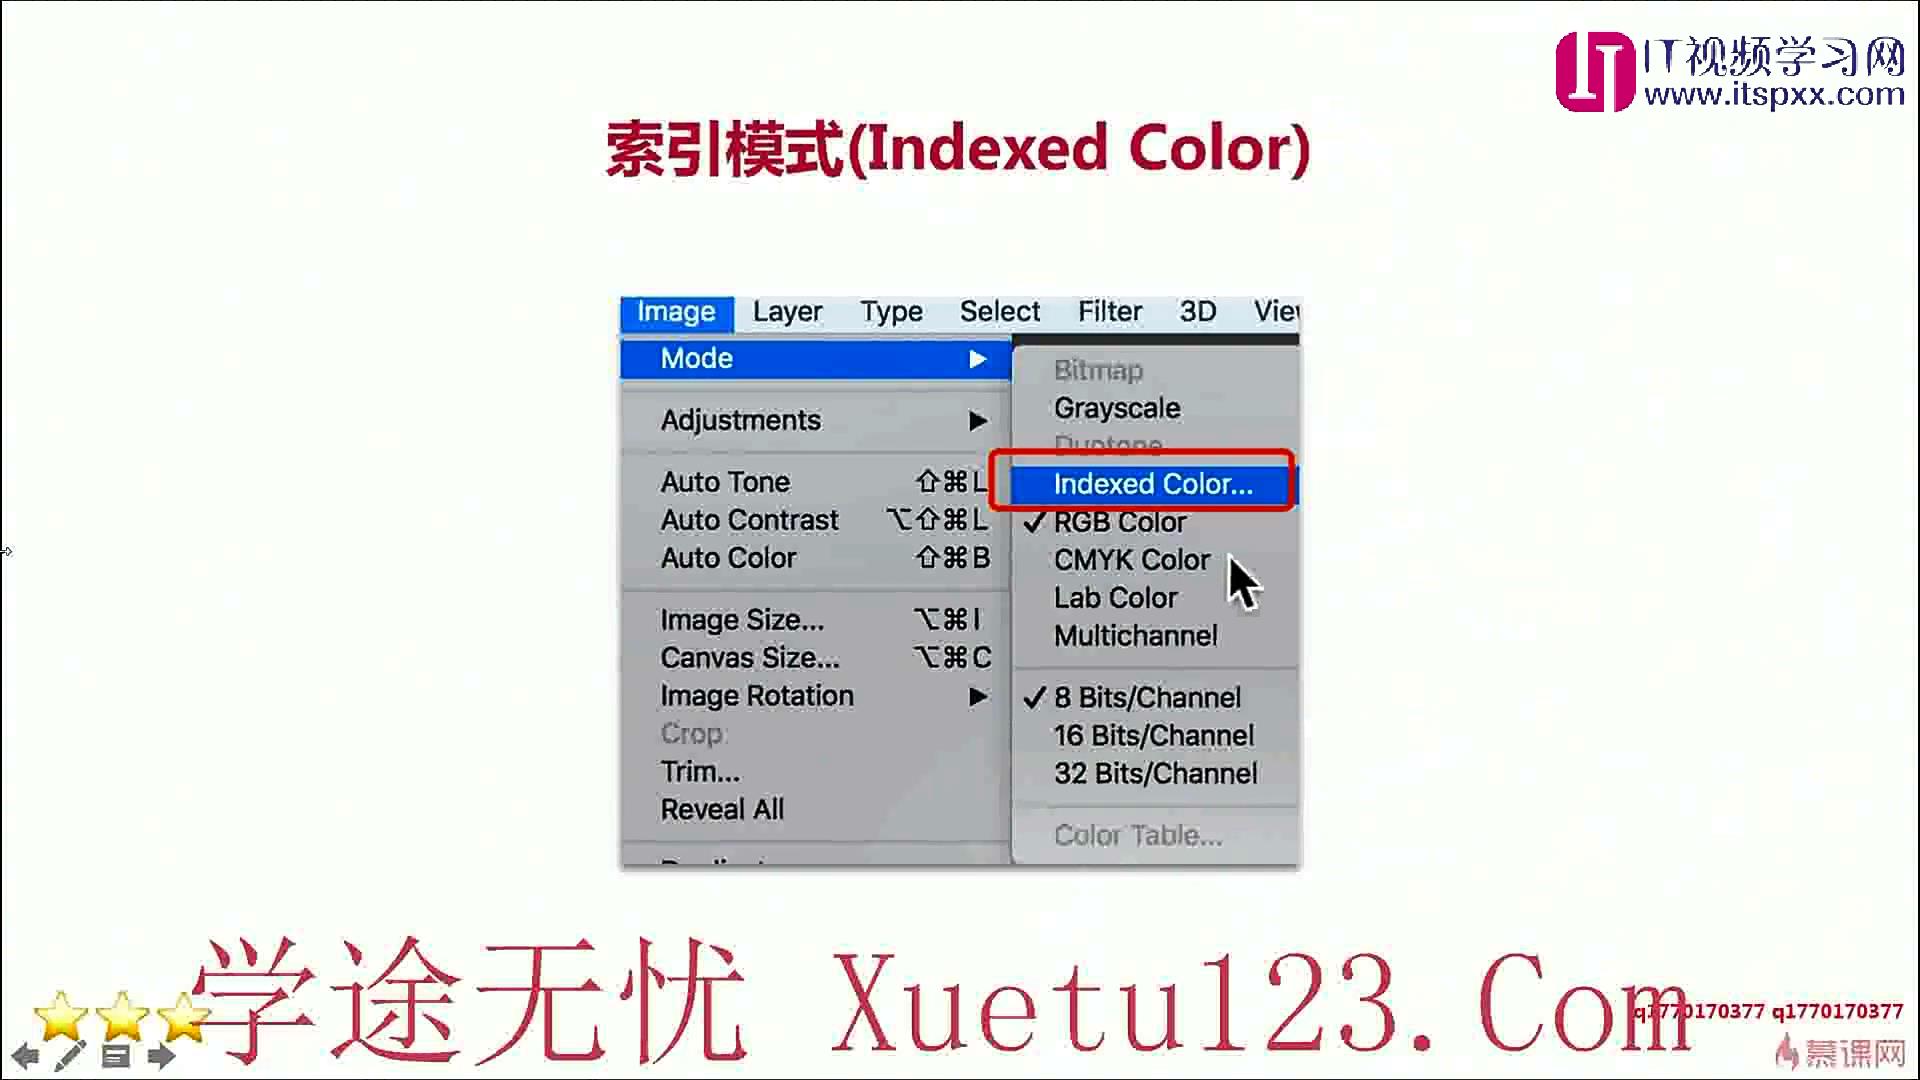 IT视频学习网
www.itspxx.com
索引模式(Indexed Color)
Image Layer Type Select Filter 3D
Mode
Adjustments
Auto Tone ⇧⌘L
Auto Contrast ⌥⇧⌘L
Auto Color ⇧⌘B
Image Size... ⌥⌘I
Canvas Size... ⌥⌘C
Image Rotation
Crop
Trim...
Reveal All
Bitmap
Grayscale
Duotone
Indexed Color...
✓ RGB Color
CMYK Color
Lab Color
Multichannel
✓ 8 Bits/Channel
16 Bits/Channel
32 Bits/Channel
Color Table...
学途无忧 Xuetu123.Com
q1770170377 q1770170377
慕课网